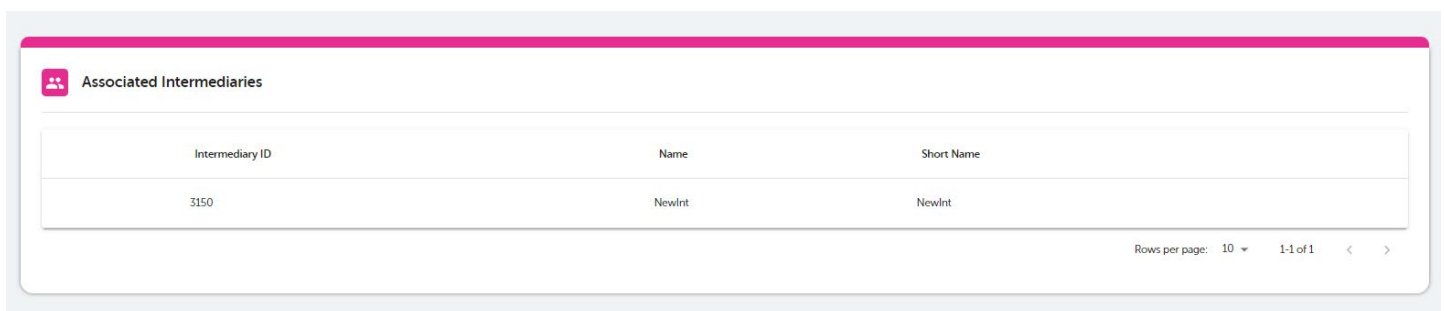 Associated Intermediaries
Intermediary ID Name Short Name
3150 NewInt NewInt
Rows per page: 10 1-1 of 1